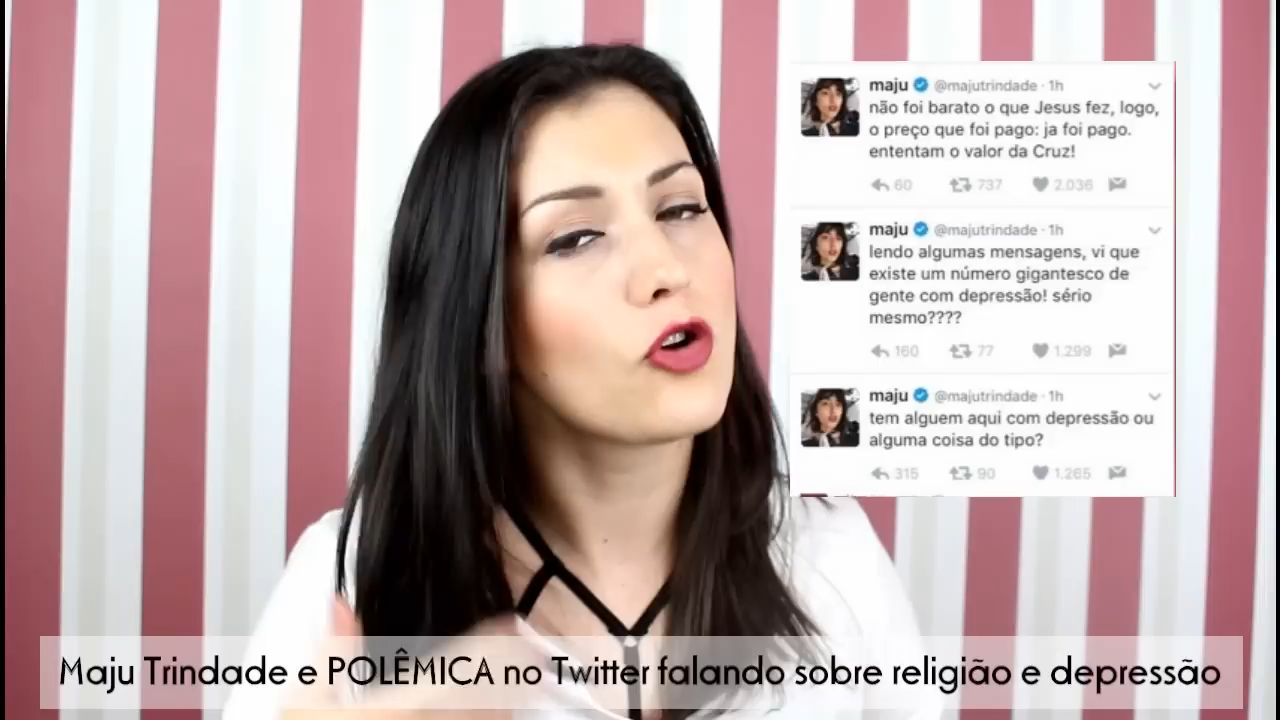 maju @majutrindade · 1h
não foi barato o que Jesus fez, logo,
o preço que foi pago: ja foi pago.
ententam o valor da Cruz!
60 737 2.036
maju @majutrindade · 1h
lendo algumas mensagens, vi que
existe um número gigantesco de
gente com depressão! sério
mesmo????
160 77 1.299
maju @majutrindade · 1h
tem alguem aqui com depressão ou
alguma coisa do tipo?
315 90 1.265
Maju Trindade e POLÊMICA no Twitter falando sobre religião e depressão